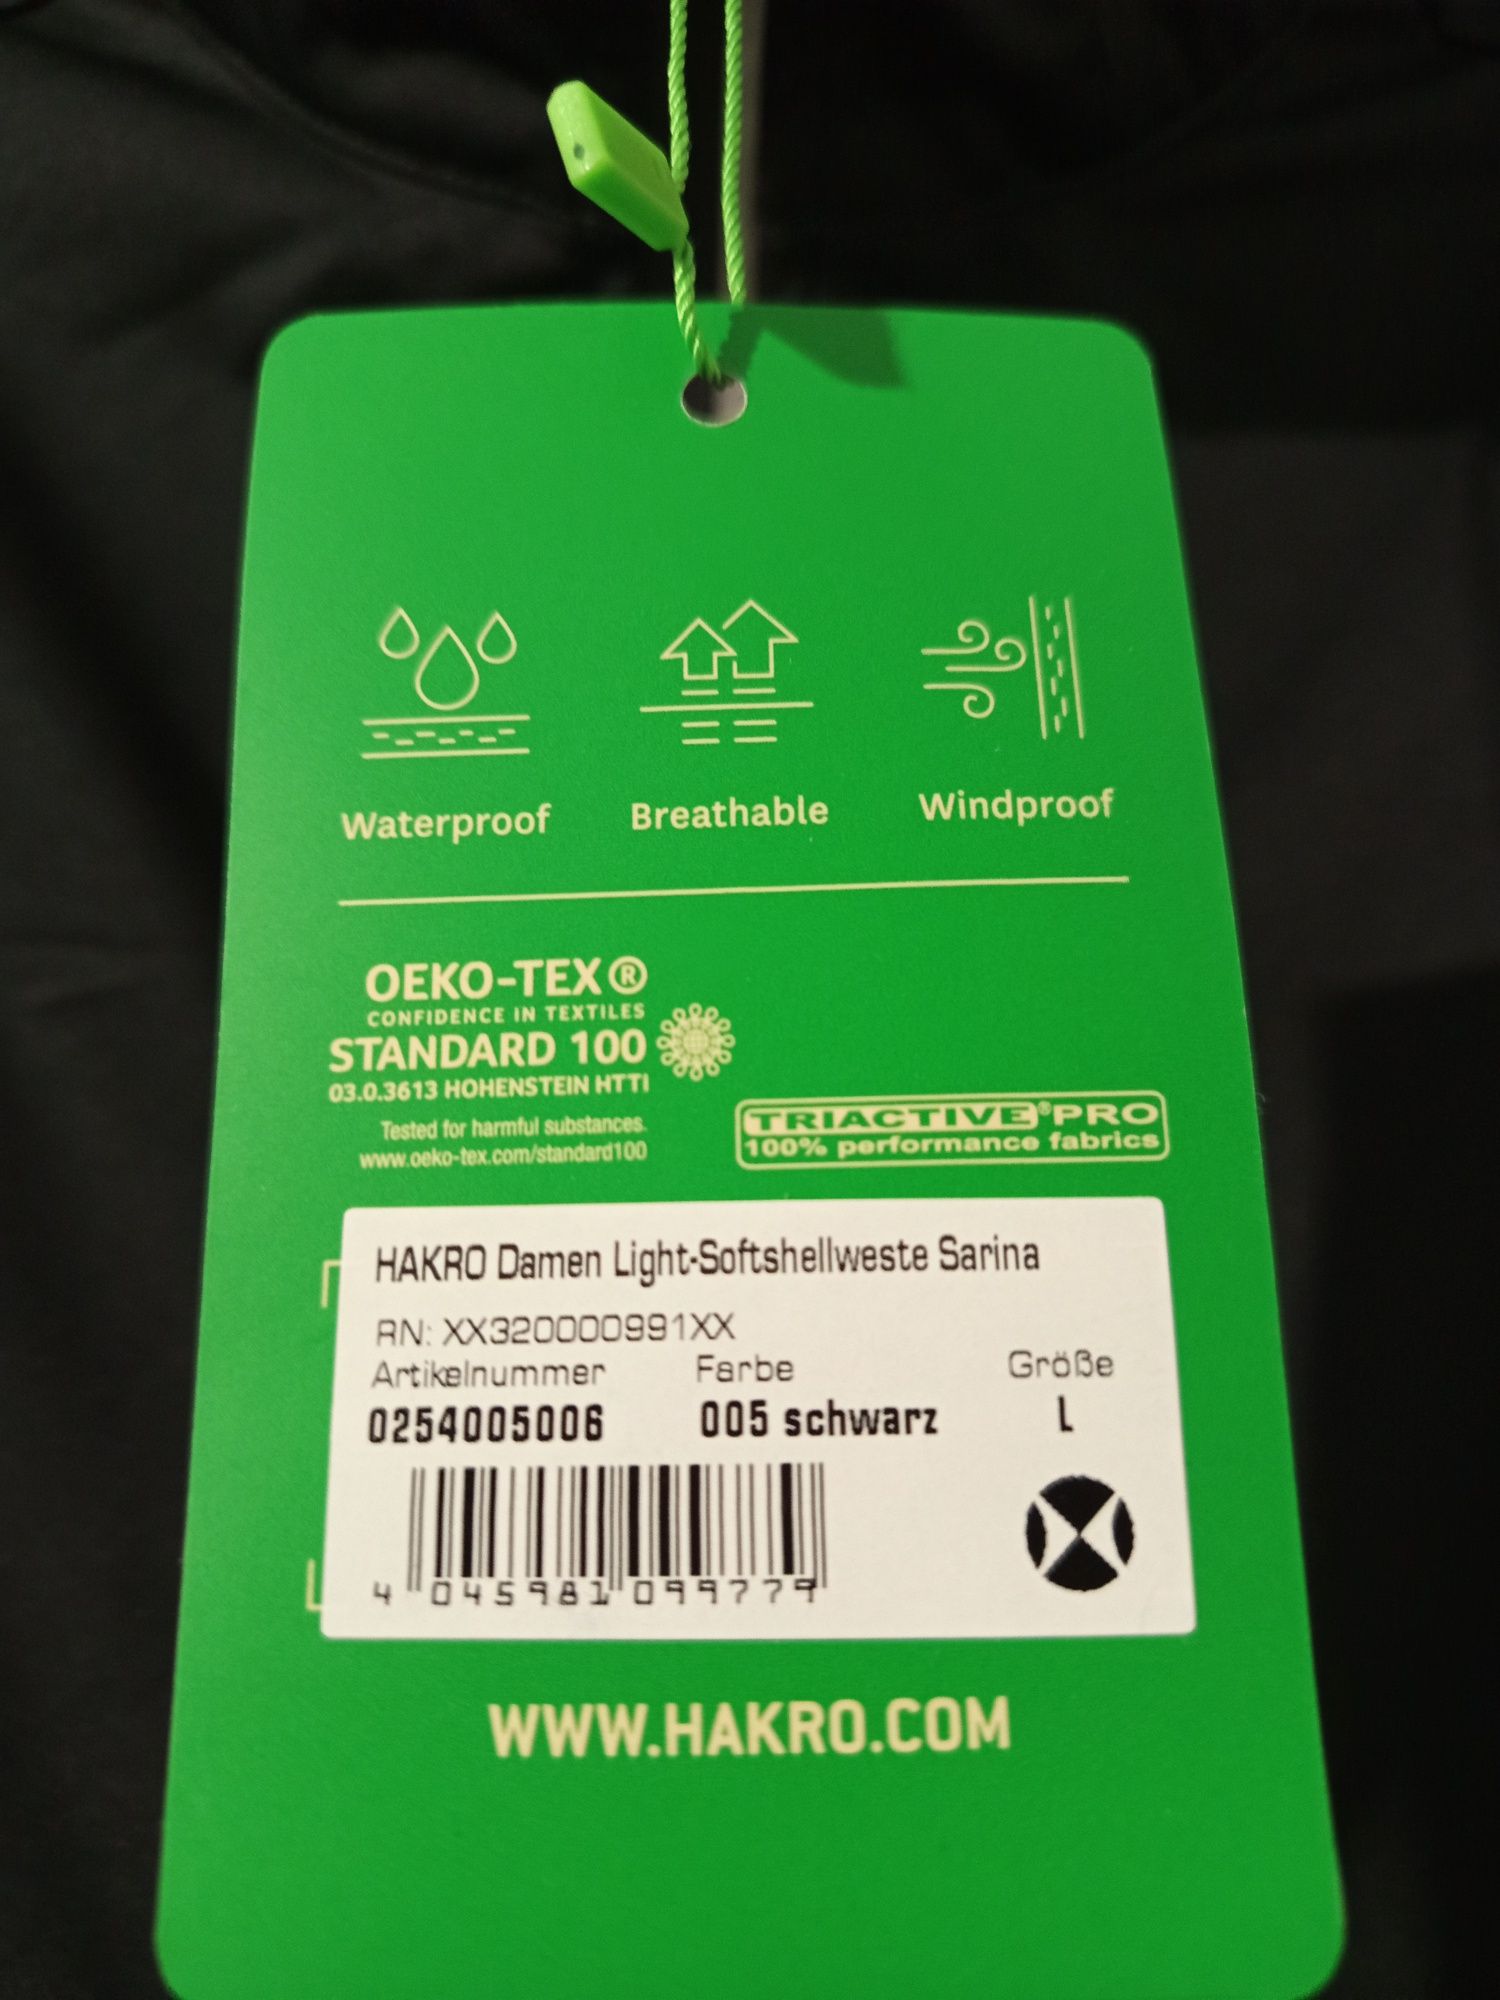 Waterproof Breathable Windproof
OEKO-TEX®
CONFIDENCE IN TEXTILES
STANDARD 100
03.0.3613 HOHENSTEIN HTTI
Tested for harmful substances.
www.oeko-tex.com/standard100
TRIACTIVE®PRO
100% performance fabrics
HAKRO Damen Light-Softshellweste Sarina
RN: XX320000991XX
Artikelnummer Farbe Größe
0254005006 005 schwarz L
4 045981 099779
WWW.HAKRO.COM